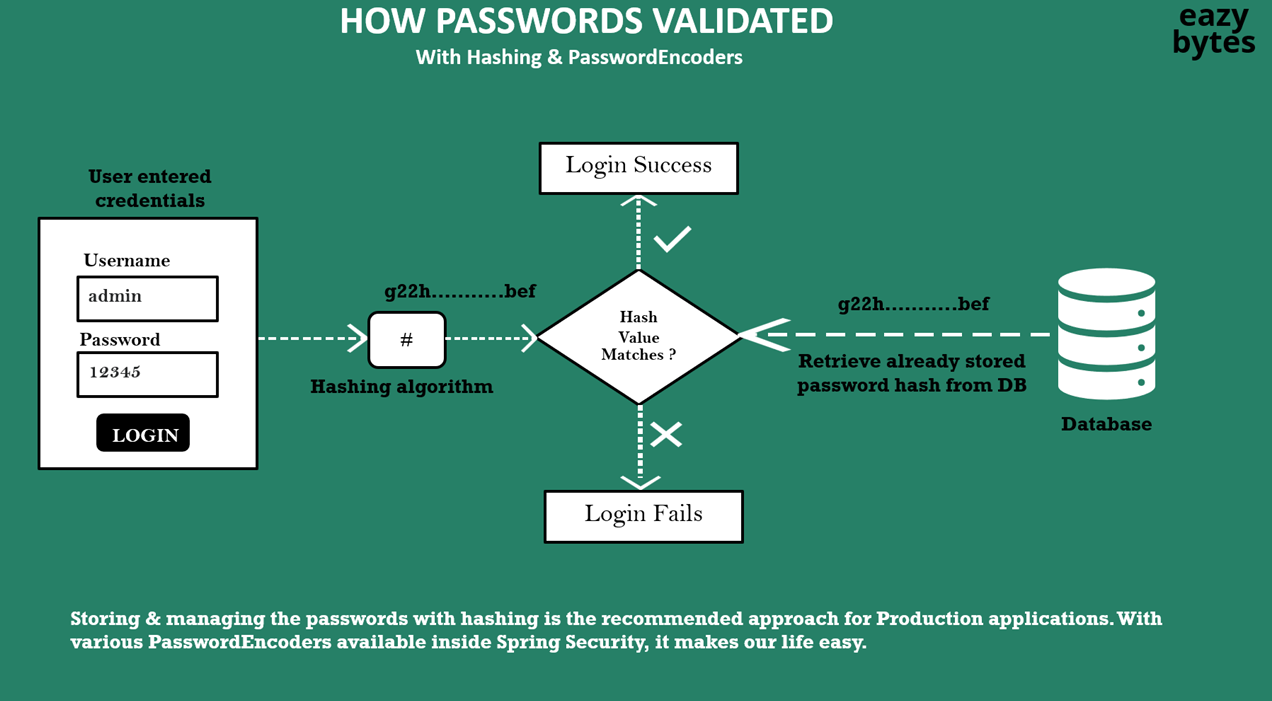 HOW PASSWORDS VALIDATED
With Hashing & PasswordEncoders
eazy
bytes
User entered
credentials
Username
admin
Password
12345
LOGIN
g22h...........bef
#
Hashing algorithm
Login Success
Hash
Value
Matches ?
Login Fails
g22h...........bef
Retrieve already stored
password hash from DB
Database
Storing & managing the passwords with hashing is the recommended approach for Production applications. With
various PasswordEncoders available inside Spring Security, it makes our life easy.